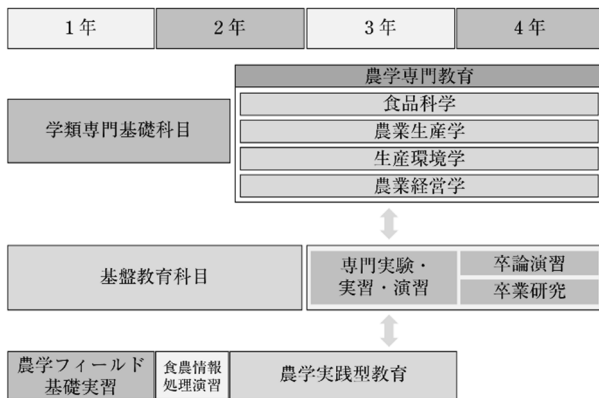 1年
2年
3年
4年
農学専門教育
食品科学
学類専門基礎科目
農業生産学
生産環境学
農業経営学
基盤教育科目
専門実験・
実習・演習
卒論演習
卒業研究
農学フィールド
基礎実習
食農情報
処理演習
農学実践型教育